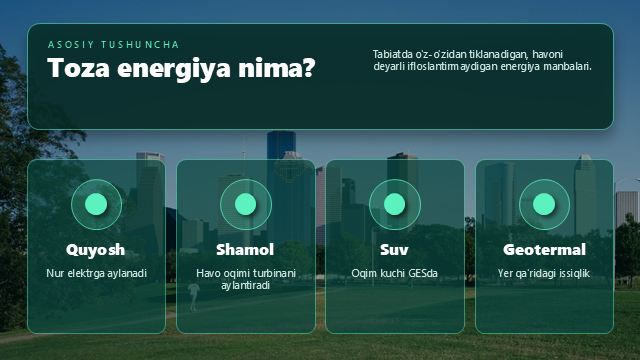 ASOSIY TUSHUNCHA
Toza energiya nima?
Tabiatda o'z-o'zidan tiklanadigan, havoni
deyarli ifloslantirmaydigan energiya manbalari.
Quyosh
Nur elektrga aylanadi
Shamol
Havo oqimi turbinani
aylantiradi
Suv
Oqim kuchi GESda
Geotermal
Yer qa'ridagi issiqlik